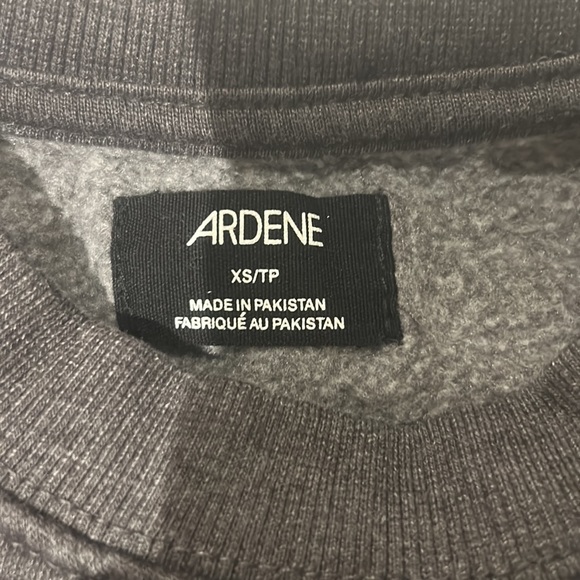 ARDENE
XS/TP
MADE IN PAKISTAN
FABRIQUÉ AU PAKISTAN